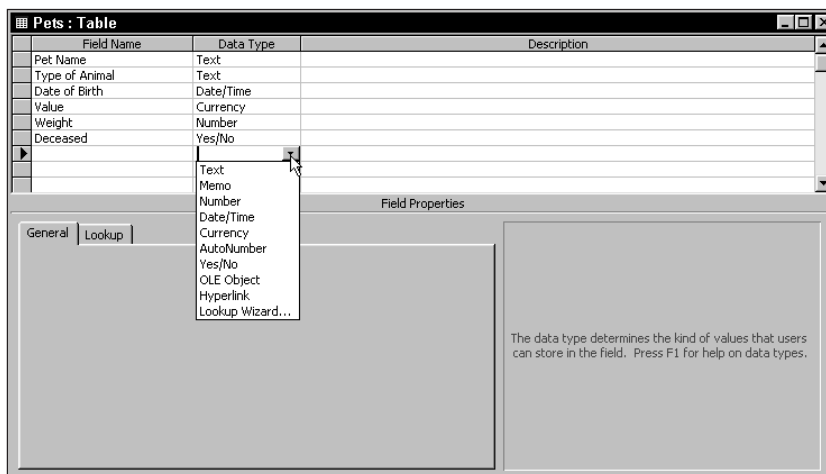 Pets : Table
Field Name Data Type Description
Pet Name Text
Type of Animal Text
Date of Birth Date/Time
Value Currency
Weight Number
Deceased Yes/No
Text
Memo
Number
Date/Time
Currency
AutoNumber
Yes/No
OLE Object
Hyperlink
Lookup Wizard...
Field Properties
General Lookup
The data type determines the kind of values that users
can store in the field. Press F1 for help on data types.